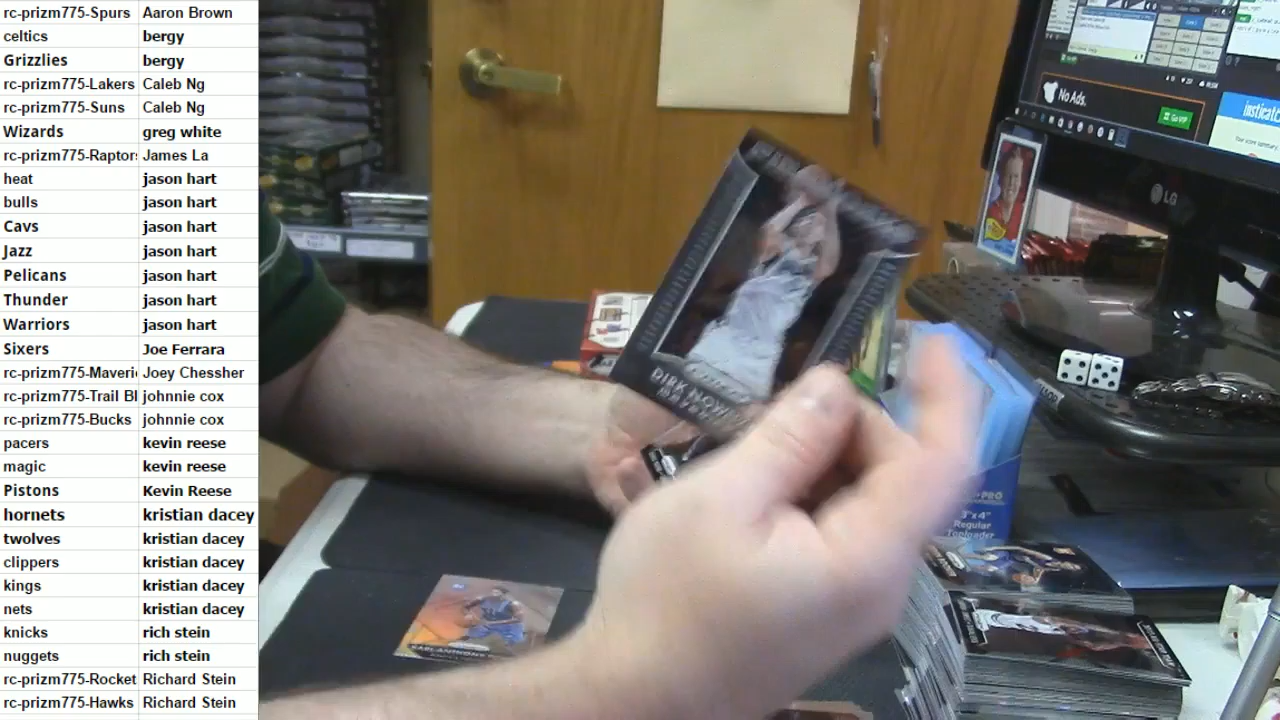 rc-prizm775-Spurs Aaron Brown
celtics bergy
Grizzlies bergy
rc-prizm775-Lakers Caleb Ng
rc-prizm775-Suns Caleb Ng
Wizards greg white
rc-prizm775-Raptor James La
heat jason hart
bulls jason hart
Cavs jason hart
Jazz jason hart
Pelicans jason hart
Thunder jason hart
Warriors jason hart
Sixers Joe Ferrara
rc-prizm775-Maveri Joey Chessher
rc-prizm775-Trail Bl johnnie cox
rc-prizm775-Bucks johnnie cox
pacers kevin reese
magic kevin reese
Pistons Kevin Reese
hornets kristian dacey
twolves kristian dacey
clippers kristian dacey
kings kristian dacey
nets kristian dacey
knicks rich stein
nuggets rich stein
rc-prizm775-Rocket Richard Stein
rc-prizm775-Hawks Richard Stein
No Ads.
Go VIP
insticat
LG
DIRK NOW
PRO
3"x4"
Regular
Toploader